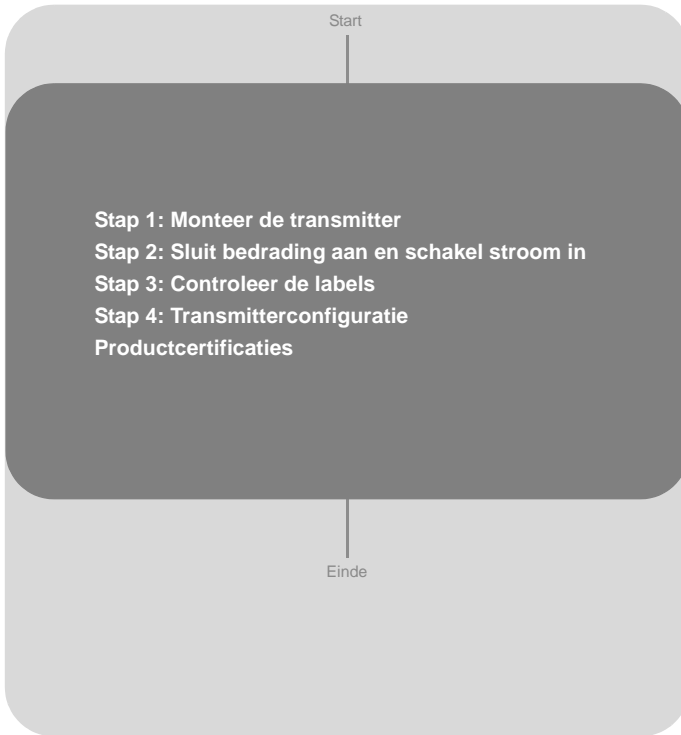 Start
Stap 1: Monteer de transmitter
Stap 2: Sluit bedrading aan en schakel stroom in
Stap 3: Controleer de labels
Stap 4: Transmitterconfiguratie
Productcertificaties
Einde